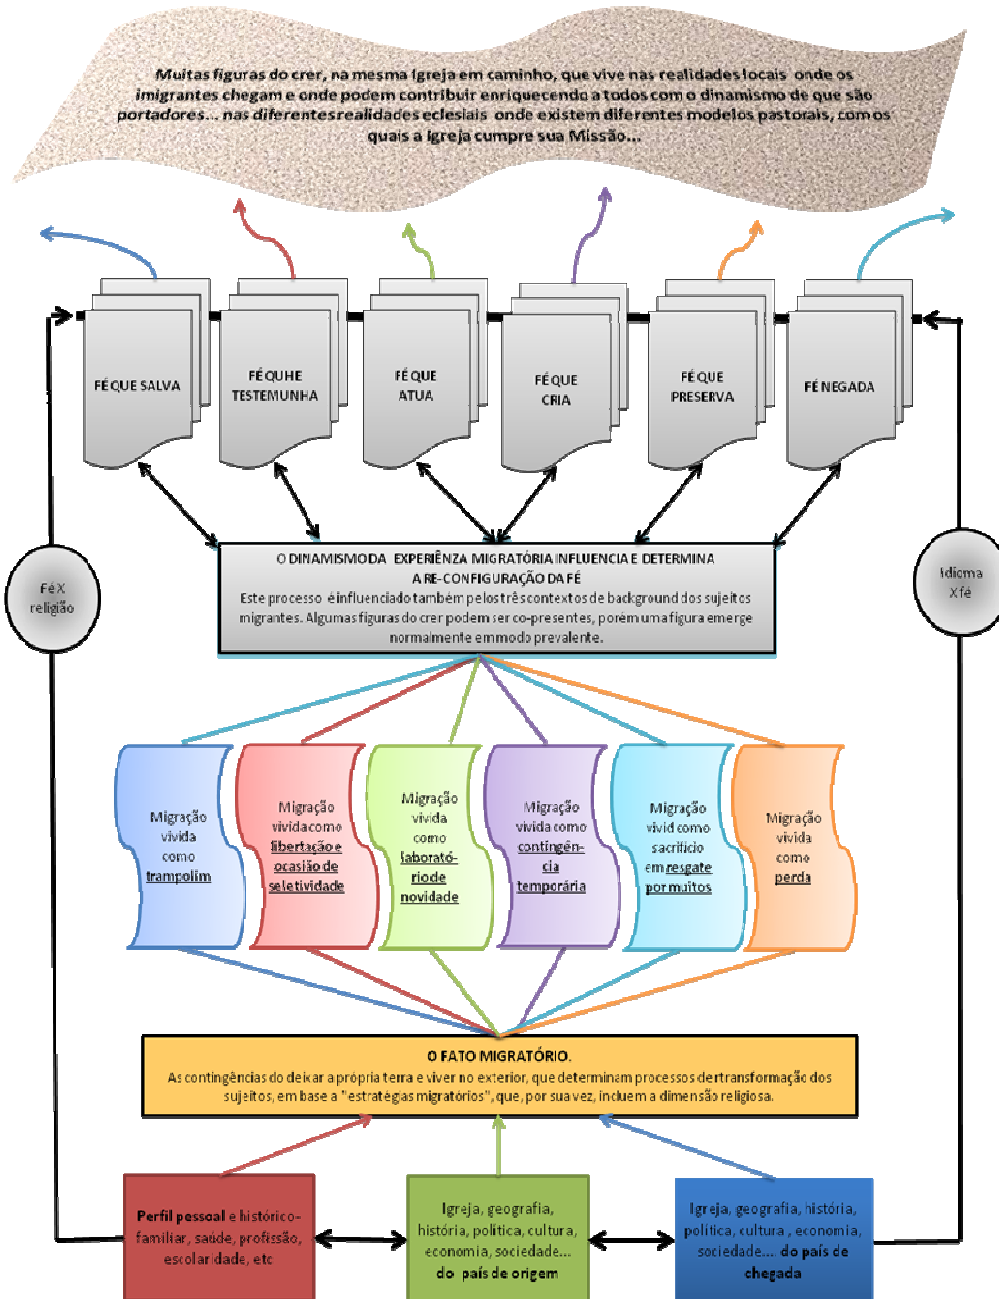 Muitas figuras do crer, na mesma Igreja em caminho, que vive nas realidades locais onde os
imigrantes chegam e onde podem contribuir enriquecendo a todos com o dinamismo de que são
portadores... nas diferentes realidades eclesiais onde existem diferentes modelos pastorais, com os
quais a Igreja cumpre sua Missão...
FÉ QUE SALVA
FÉ QUHE
TESTEMUNHA
FÉ QUE
ATUA
FÉ QUE
CRIA
FÉ QUE
PRESERVA
FÉ NEGADA
Fé X
religião
Idioma
X fé
O DINAMISMO DA EXPERIÊNZA MIGRATÓRIA INFLUENCIA E DETERMINA
A RE-CONFIGURAÇÃO DA FÉ
Este processo é influenciado também pelos três contextos de background dos sujeitos
migrantes. Algumas figuras do crer podem ser co-presentes, porém uma figura emerge
normalmente em modo prevalente.
Migração
vivida
como
trampolim
Migração
vivida como
libertação e
ocasião de
seletividade
Migração
vivida
como
laborató-
rio de
novidade
Migração
vivida como
contingên-
cia
temporária
Migração
vivid como
sacrifício
em resgate
por muitos
Migração
vivida
como
perda
O FATO MIGRATÓRIO.
As contingências do deixar a própria terra e viver no exterior, que determinam processos dertransformação dos
sujeitos, em base a "estratégias migratórios", que, por sua vez, incluem a dimensão religiosa.
Perfil pessoal e histórico-
familiar, saúde, profissão,
escolaridade, etc
Igreja, geografia,
história, política, cultura,
economia, sociedade...
do país de origem
Igreja, geografia, história,
política, cultura , economia,
sociedade.... do país de
chegada